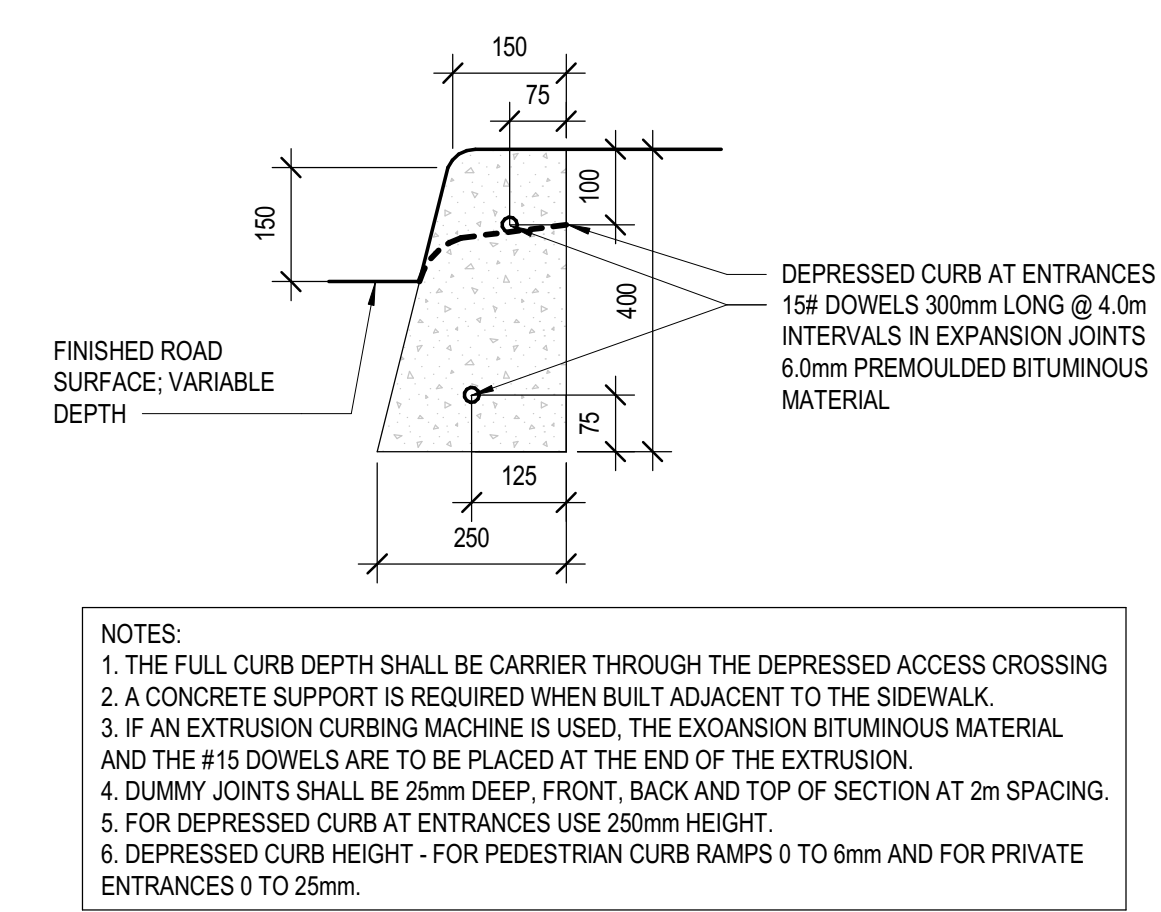 150
75
100
150
400
DEPRESSED CURB AT ENTRANCES
15# DOWELS 300mm LONG @ 4.0m
INTERVALS IN EXPANSION JOINTS
6.0mm PREMOULDED BITUMINOUS
MATERIAL
FINISHED ROAD
SURFACE; VARIABLE
DEPTH
75
125
250
NOTES:
1. THE FULL CURB DEPTH SHALL BE CARRIER THROUGH THE DEPRESSED ACCESS CROSSING
2. A CONCRETE SUPPORT IS REQUIRED WHEN BUILT ADJACENT TO THE SIDEWALK.
3. IF AN EXTRUSION CURBING MACHINE IS USED, THE EXOANSION BITUMINOUS MATERIAL
AND THE #15 DOWELS ARE TO BE PLACED AT THE END OF THE EXTRUSION.
4. DUMMY JOINTS SHALL BE 25mm DEEP, FRONT, BACK AND TOP OF SECTION AT 2m SPACING.
5. FOR DEPRESSED CURB AT ENTRANCES USE 250mm HEIGHT.
6. DEPRESSED CURB HEIGHT - FOR PEDESTRIAN CURB RAMPS 0 TO 6mm AND FOR PRIVATE
ENTRANCES 0 TO 25mm.